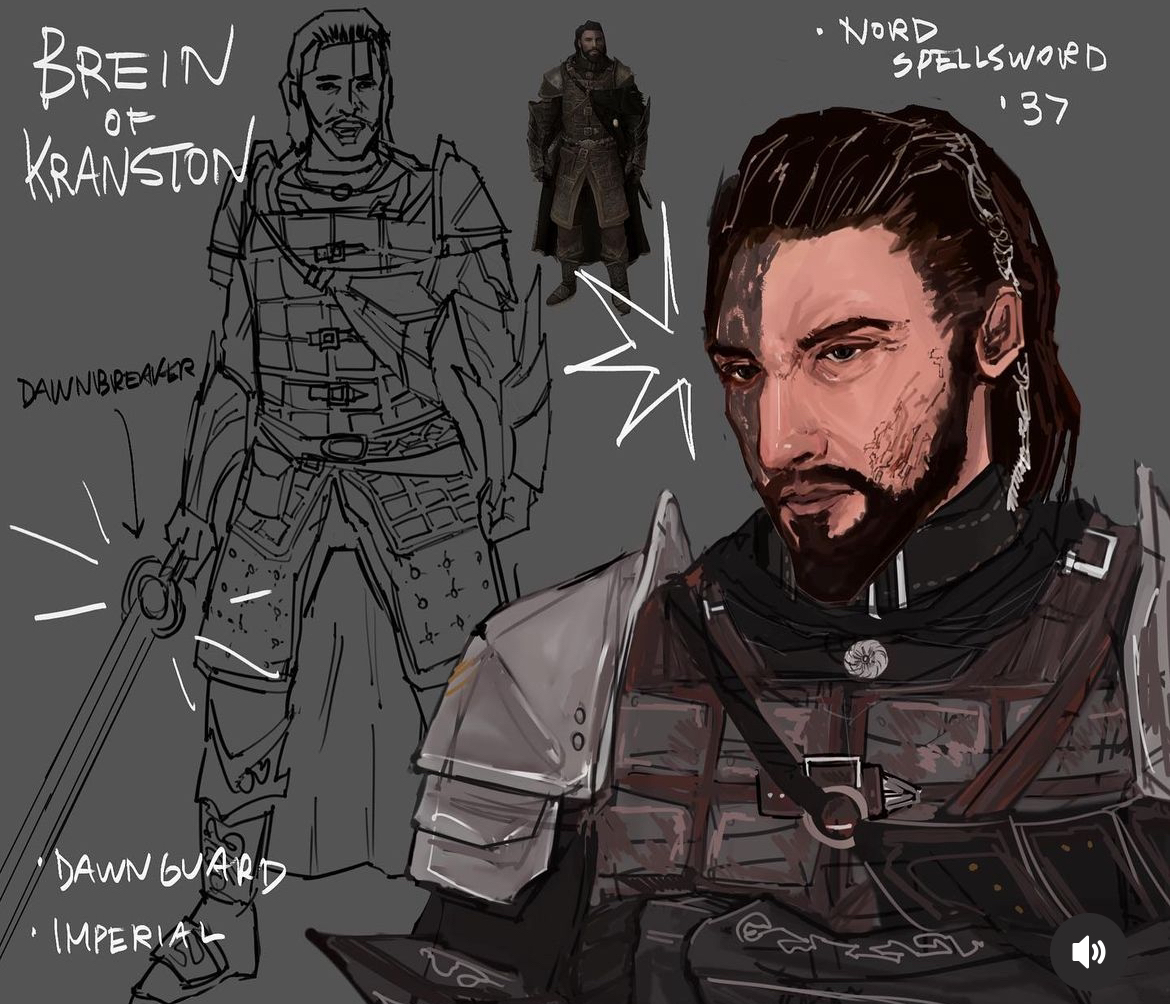 BREIN
OF
KRANSTON
• NORD
SPELLSWORD
'37
DAWNBREAKER
• DAWNGUARD
• IMPERIAL